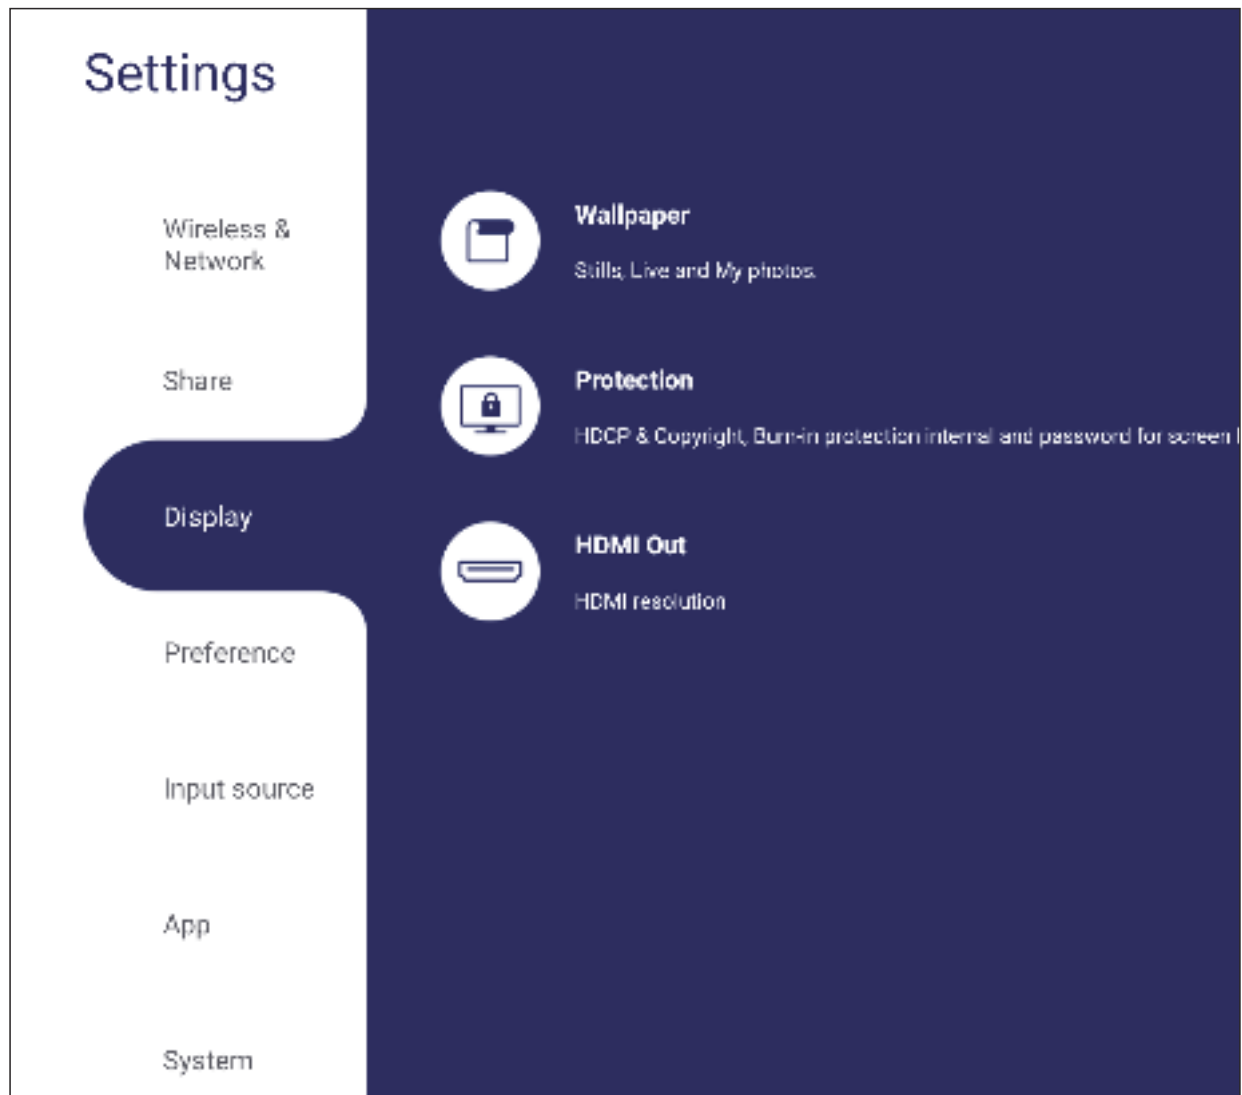 Settings
Wireless &
Network
Share
Display
Preference
Input source
App
System
Wallpaper
Stills, Live and My photos.
Protection
HDCP & Copyright, Burn-in protection internal and password for screen
HDMI Out
HDMI resolution